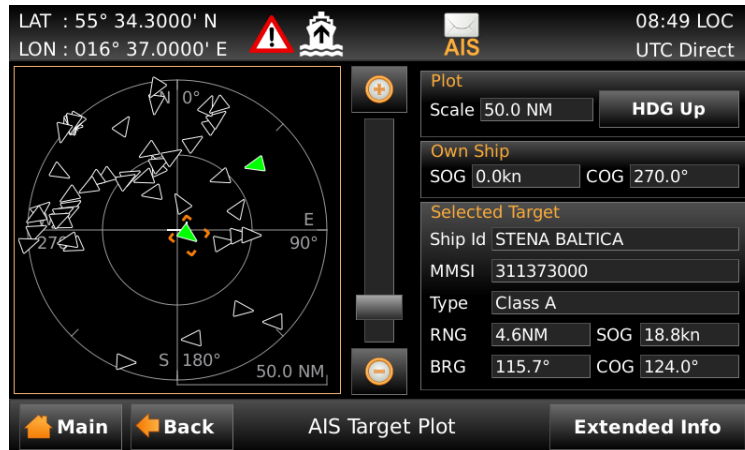 LAT : 55° 34.3000' N
LON : 016° 37.0000' E
AIS
08:49 LOC
UTC Direct
N 0°
E
90°
27
S 180°
50.0 NM
Plot
Scale 50.0 NM HDG Up
Own Ship
SOG 0.0kn COG 270.0°
Selected Target
Ship Id STENA BALTICA
MMSI 311373000
Type Class A
RNG 4.6NM SOG 18.8kn
BRG 115.7° COG 124.0°
Main Back AIS Target Plot Extended Info